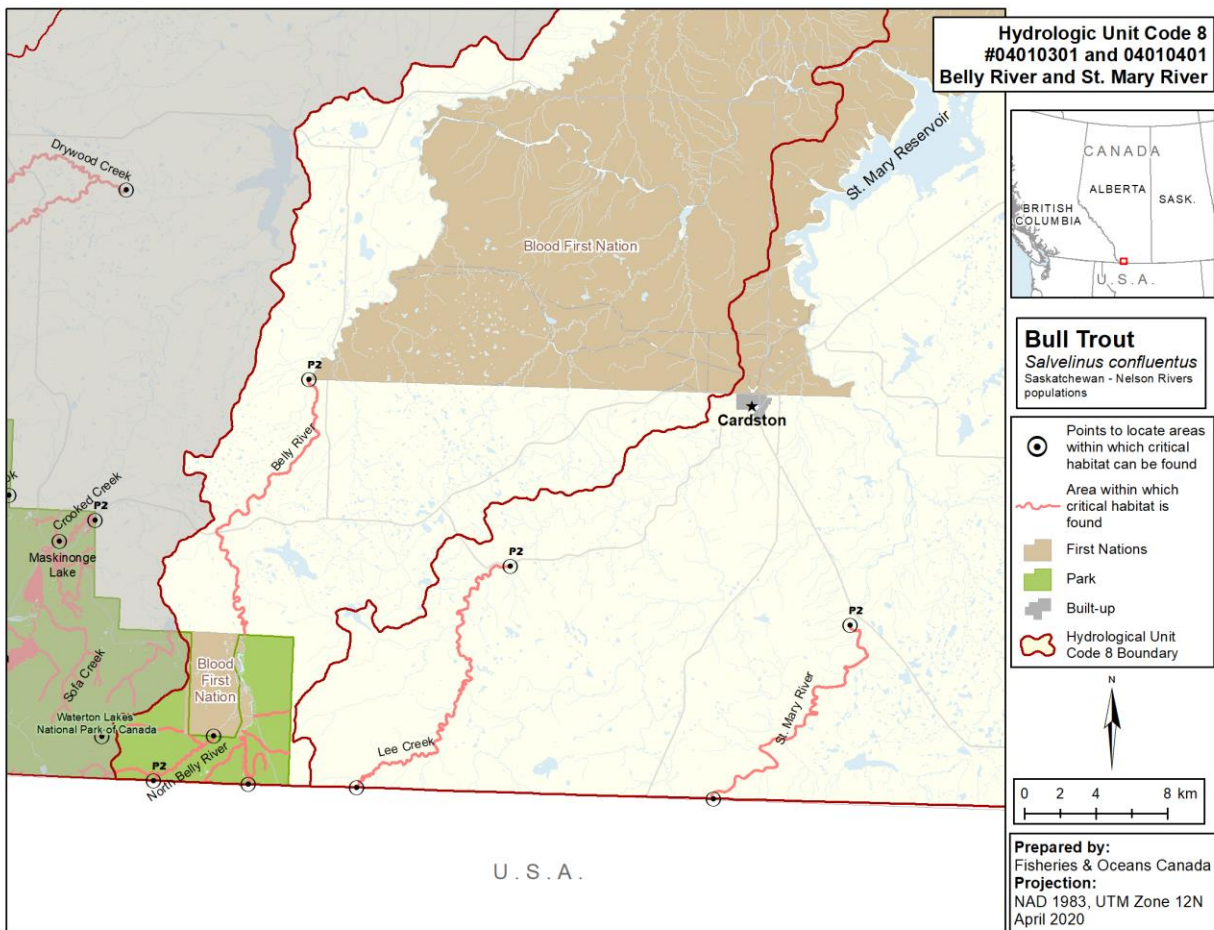 Hydrologic Unit Code 8
#04010301 and 04010401
Belly River and St. Mary River
CANADA
ALBERTA
SASK.
BRITISH
COLUMBIA
U.S.A.
Bull Trout
Salvelinus confluentus
Saskatchewan - Nelson Rivers
populations
Points to locate areas
within which critical
habitat can be found
Area within which
critical habitat is
found
First Nations
Park
Built-up
Hydrological Unit
Code 8 Boundary
N
0 2 4 8 km
Prepared by:
Fisheries & Oceans Canada
Projection:
NAD 1983, UTM Zone 12N
April 2020
Drywood Creek
St. Mary Reservoir
Blood First Nation
P2
Cardston
Belly River
ok
Crooked Creek
P2
Maskinonge
Lake
P2
P2
Blood
First
Nation
Sofa Creek
Waterton Lakes
National Park of Canada
St. Mary River
Lee Creek
P2
North Belly River
U.S.A.